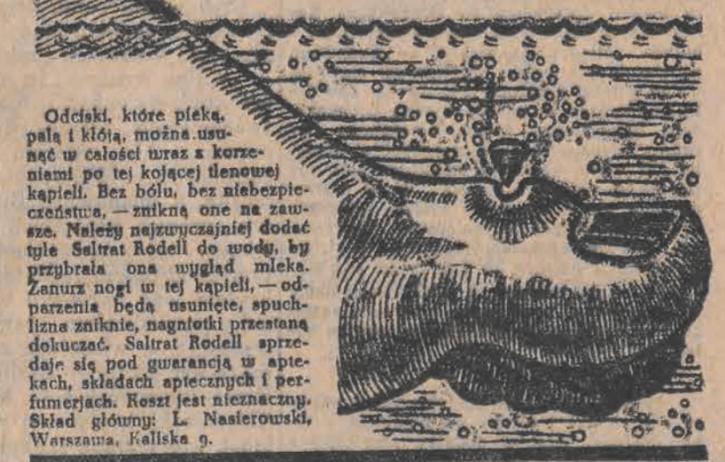 Odciski, które pieką,
palą i kłóją, można usu-
nąć w całości wraz z korze-
niami po tej kojącej tlenowej
kąpieli. Bez bólu, bez niebezpie-
czeństwa, — znikną one na zaw-
sze. Należy najzwyczajniej dodać
tyle Saltrat Rodell do wody, by
przybrała ona wygląd mleka.
Zanurz nogi w tej kąpieli, — od-
parzenia będą usunięte, spuch-
lizna zniknie, nagniotki przestaną
dokuczać. Saltrat Rodell sprze-
daje się pod gwarancją w apte-
kach, składach aptecznych i per-
fumerjach. Koszt jest nieznaczny.
Skład główny: L. Nasierowski,
Warszawa, Kaliska 9.